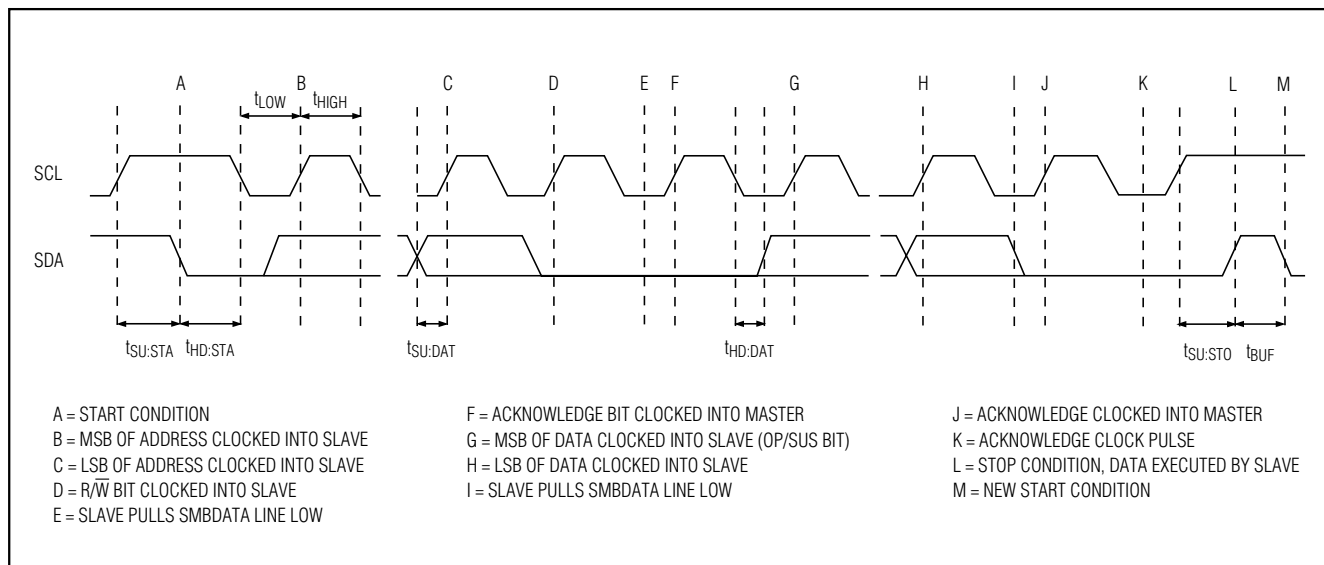 A B C D E F G H I J K L M
tLOW tHIGH
SCL
SDA
tSU:STA tHD:STA tSU:DAT tHD:DAT tSU:STO tBUF
A = START CONDITION
B = MSB OF ADDRESS CLOCKED INTO SLAVE
C = LSB OF ADDRESS CLOCKED INTO SLAVE
D = R/W̅ BIT CLOCKED INTO SLAVE
E = SLAVE PULLS SMBDATA LINE LOW
F = ACKNOWLEDGE BIT CLOCKED INTO MASTER
G = MSB OF DATA CLOCKED INTO SLAVE (OP/SUS BIT)
H = LSB OF DATA CLOCKED INTO SLAVE
I = SLAVE PULLS SMBDATA LINE LOW
J = ACKNOWLEDGE CLOCKED INTO MASTER
K = ACKNOWLEDGE CLOCK PULSE
L = STOP CONDITION, DATA EXECUTED BY SLAVE
M = NEW START CONDITION